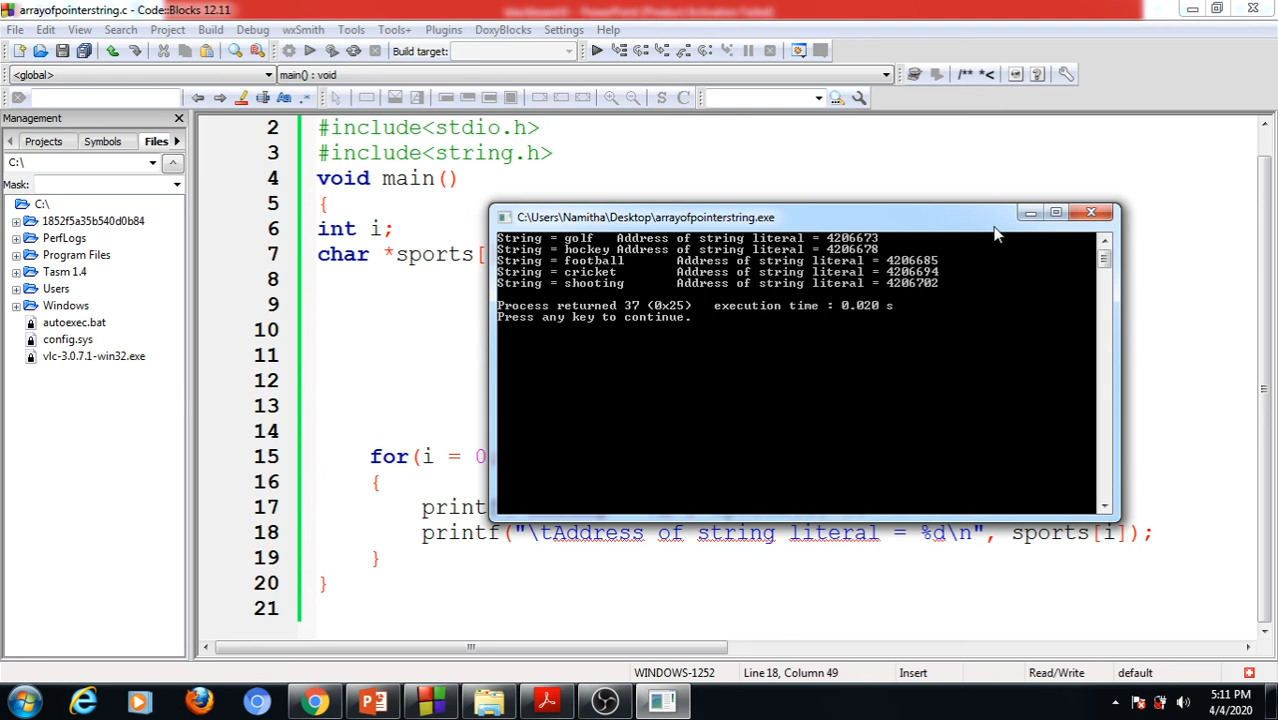 arrayofpointerstring.c - Code::Blocks 12.11
File Edit View Search Project Build Debug wxSmith Tools Tools+ Plugins DoxyBlocks Settings Help
Build target:
<global> main() : void /** *<
S C
Management
Projects Symbols Files
C:\
Mask:
C:\
1852f5a35b540d0b84
PerfLogs
Program Files
Tasm 1.4
Users
Windows
autoexec.bat
config.sys
vlc-3.0.7.1-win32.exe
2 #include<stdio.h>
3 #include<string.h>
4 void main()
5 {
6 int i;
7 char *sports[
8
9
10
11
12
13
14
15 for(i = 0
16 {
17 print
18 printf("\tAddress of string literal = %d\n", sports[i]);
19 }
20 }
21
C:\Users\Namitha\Desktop\arrayofpointerstring.exe
String = golf Address of string literal = 4206673
String = hockey Address of string literal = 4206678
String = football Address of string literal = 4206685
String = cricket Address of string literal = 4206694
String = shooting Address of string literal = 4206702
Process returned 37 (0x25) execution time : 0.020 s
Press any key to continue.
WINDOWS-1252 Line 18, Column 49 Insert Read/Write default
5:11 PM
4/4/2020